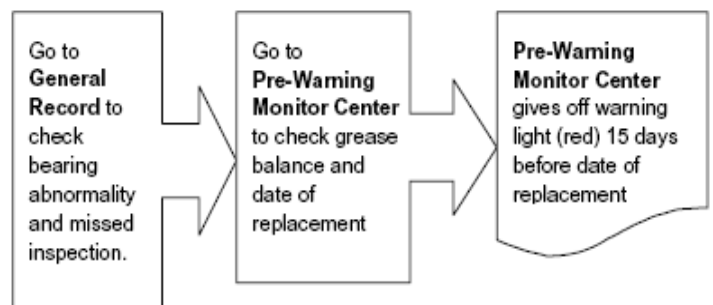 Go to
General
Record to
check
bearing
abnormality
and missed
inspection.
Go to
Pre-Warning
Monitor Center
to check grease
balance and
date of
replacement
Pre-Warning
Monitor Center
gives off warning
light (red) 15 days
before date of
replacement